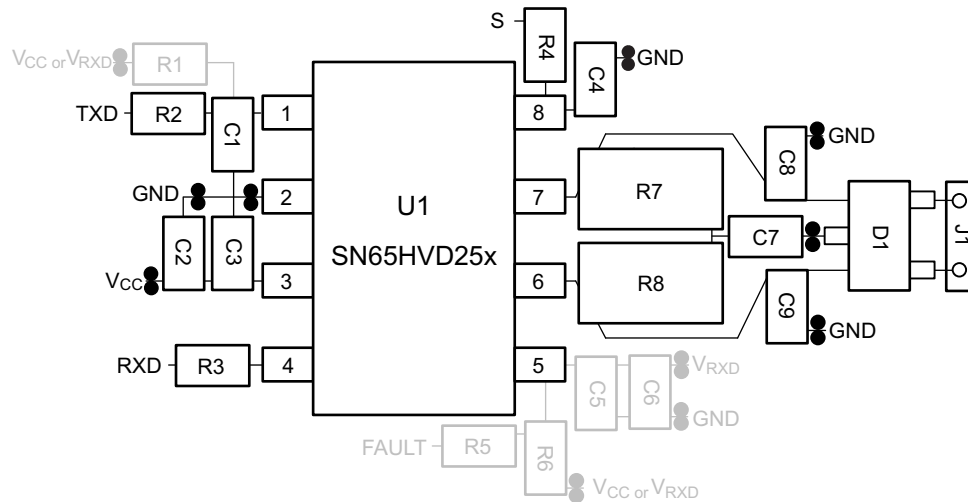 S
R4
C4
GND
VCC or VRXD
R1
TXD
R2
C1
1
8
GND
C8
GND
2
U1
7
R7
J1
C2
C3
SN65HVD25x
C7
D1
VCC
3
6
R8
C9
GND
RXD
R3
4
5
C5
C6
VRXD
GND
FAULT
R5
R6
VCC or VRXD